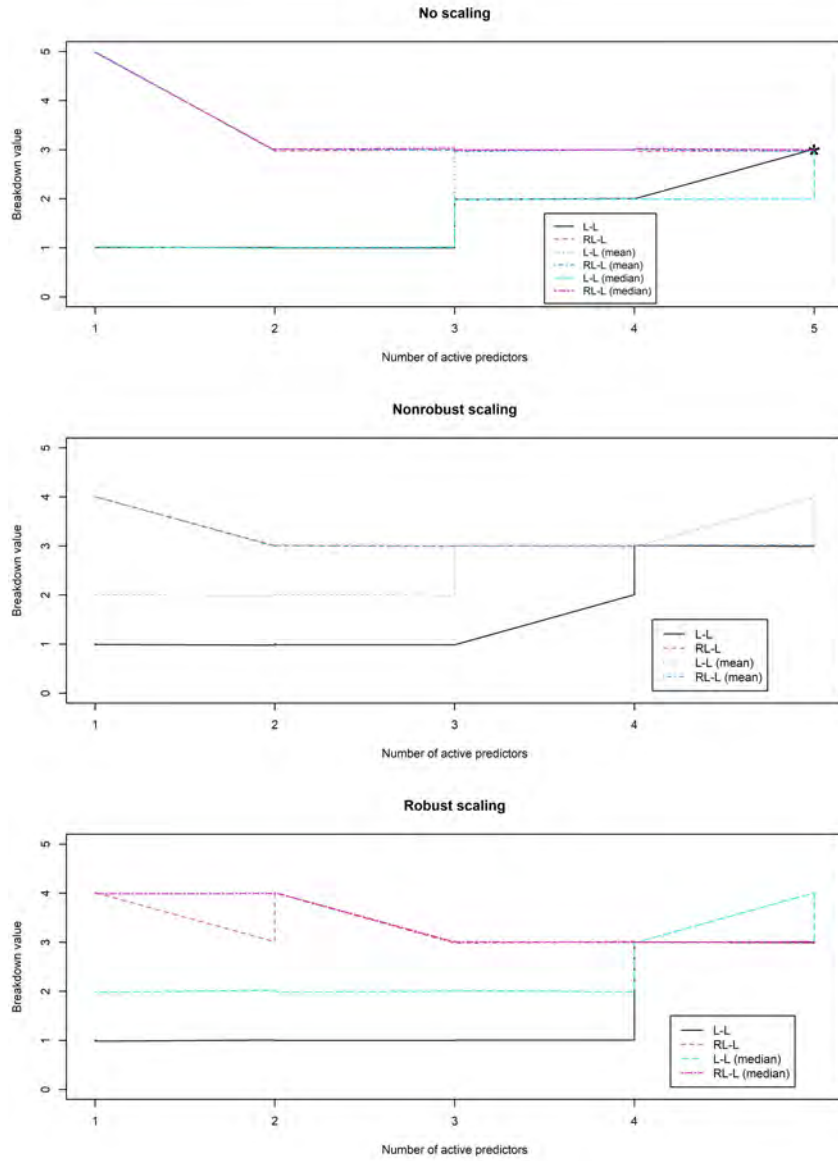 No scaling
Breakdown value
5
4
3
2
1
0
*
L-L
RL-L
L-L (mean)
RL-L (mean)
L-L (median)
RL-L (median)
1 2 3 4 5
Number of active predictors
Nonrobust scaling
Breakdown value
5
4
3
2
1
0
L-L
RL-L
L-L (mean)
RL-L (mean)
1 2 3 4
Number of active predictors
Robust scaling
Breakdown value
5
4
3
2
1
0
L-L
RL-L
L-L (median)
RL-L (median)
1 2 3 4
Number of active predictors